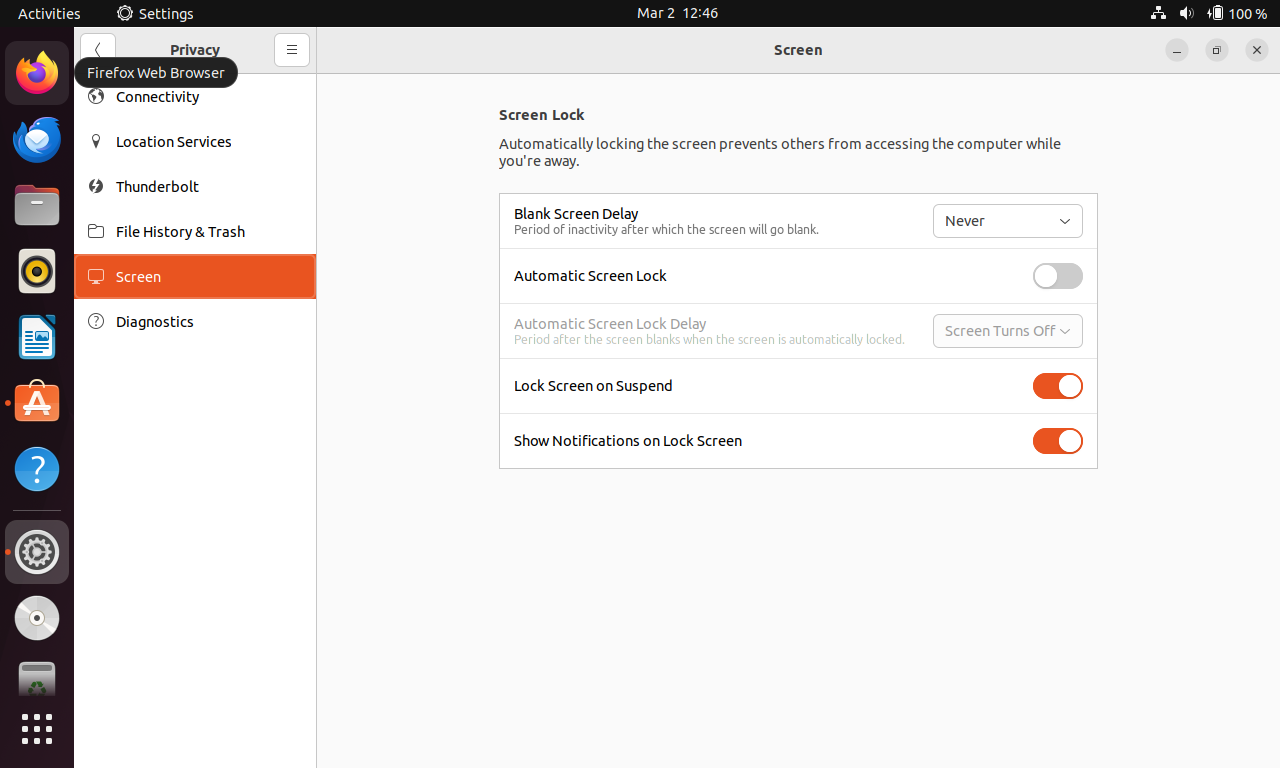 Activities
Settings
Mar 2 12:46
100 %
Privacy
Screen
Firefox Web Browser
Connectivity
Location Services
Thunderbolt
File History & Trash
Screen
Diagnostics
Screen Lock
Automatically locking the screen prevents others from accessing the computer while
you're away.
Blank Screen Delay
Period of inactivity after which the screen will go blank.
Never
Automatic Screen Lock
Automatic Screen Lock Delay
Period after the screen blanks when the screen is automatically locked.
Screen Turns Off
Lock Screen on Suspend
Show Notifications on Lock Screen